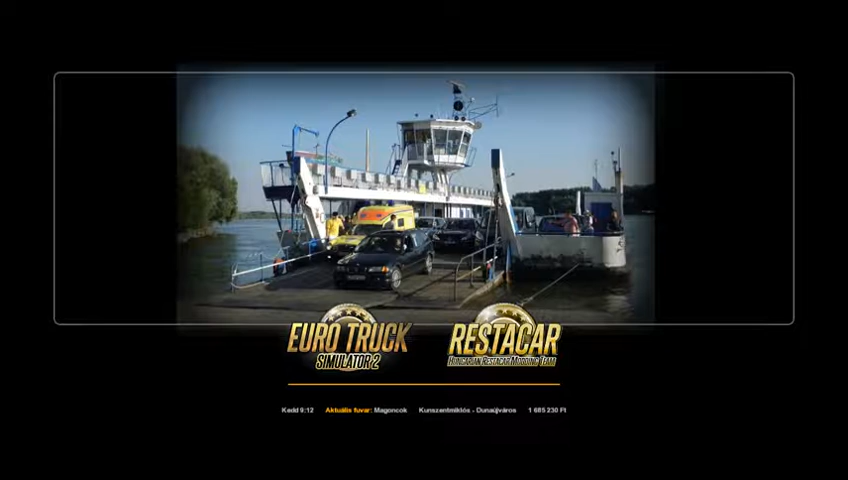 EURO TRUCK
SIMULATOR 2
RESTACAR
HUNGARIAN RESTACAR MODDING TEAM
Kedd 9:12 Aktuális fuvar: Magoncok Kunszentmiklós - Dunaújváros 1 685 230 Ft